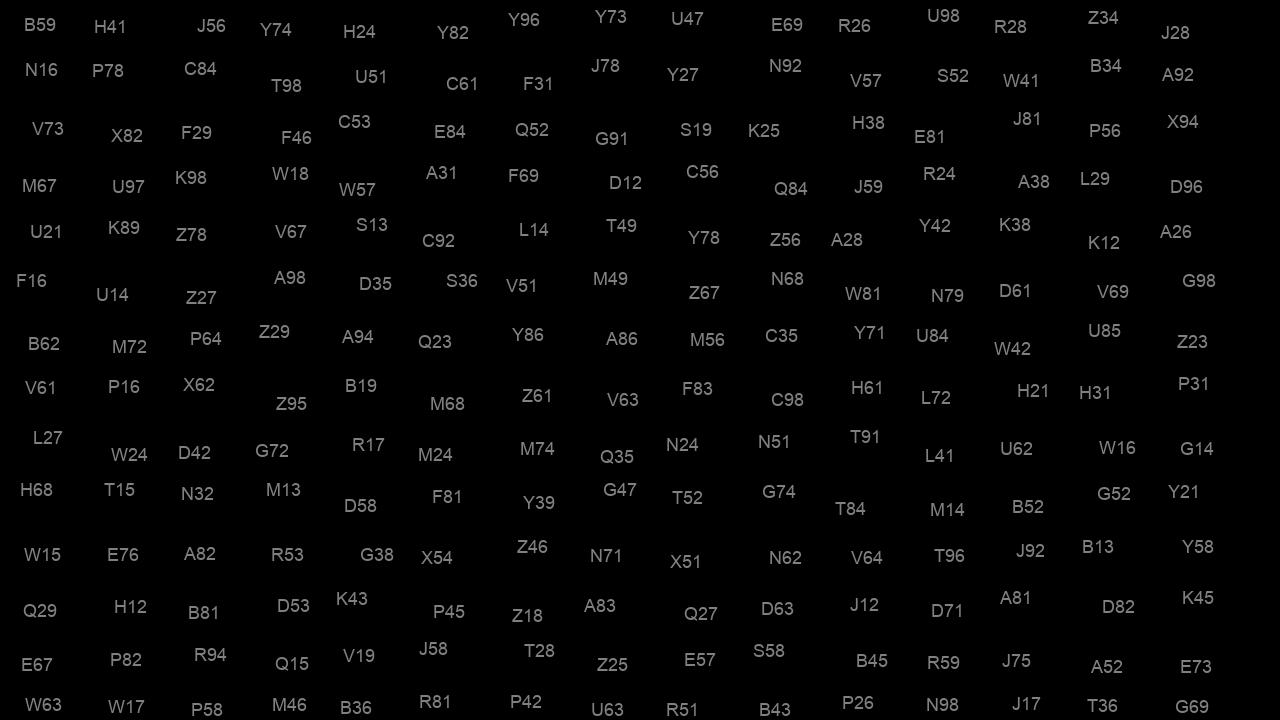 B59 H41 J56 Y74 H24 Y82 Y96 Y73 U47 E69 R26 U98 R28 Z34 J28
N16 P78 C84 T98 U51 C61 F31 J78 Y27 N92 V57 S52 W41 B34 A92
V73 X82 F29 F46 C53 E84 Q52 G91 S19 K25 H38 E81 J81 P56 X94
M67 U97 K98 W18 W57 A31 F69 D12 C56 Q84 J59 R24 A38 L29 D96
U21 K89 Z78 V67 S13 C92 L14 T49 Y78 Z56 A28 Y42 K38 K12 A26
F16 U14 Z27 A98 D35 S36 V51 M49 Z67 N68 W81 N79 D61 V69 G98
B62 M72 P64 Z29 A94 Q23 Y86 A86 M56 C35 Y71 U84 W42 U85 Z23
V61 P16 X62 Z95 B19 M68 Z61 V63 F83 C98 H61 L72 H21 H31 P31
L27 W24 D42 G72 R17 M24 M74 Q35 N24 N51 T91 L41 U62 W16 G14
H68 T15 N32 M13 D58 F81 Y39 G47 T52 G74 T84 M14 B52 G52 Y21
W15 E76 A82 R53 G38 X54 Z46 N71 X51 N62 V64 T96 J92 B13 Y58
Q29 H12 B81 D53 K43 P45 Z18 A83 Q27 D63 J12 D71 A81 D82 K45
E67 P82 R94 Q15 V19 J58 T28 Z25 E57 S58 B45 R59 J75 A52 E73
W63 W17 P58 M46 B36 R81 P42 U63 R51 B43 P26 N98 J17 T36 G69